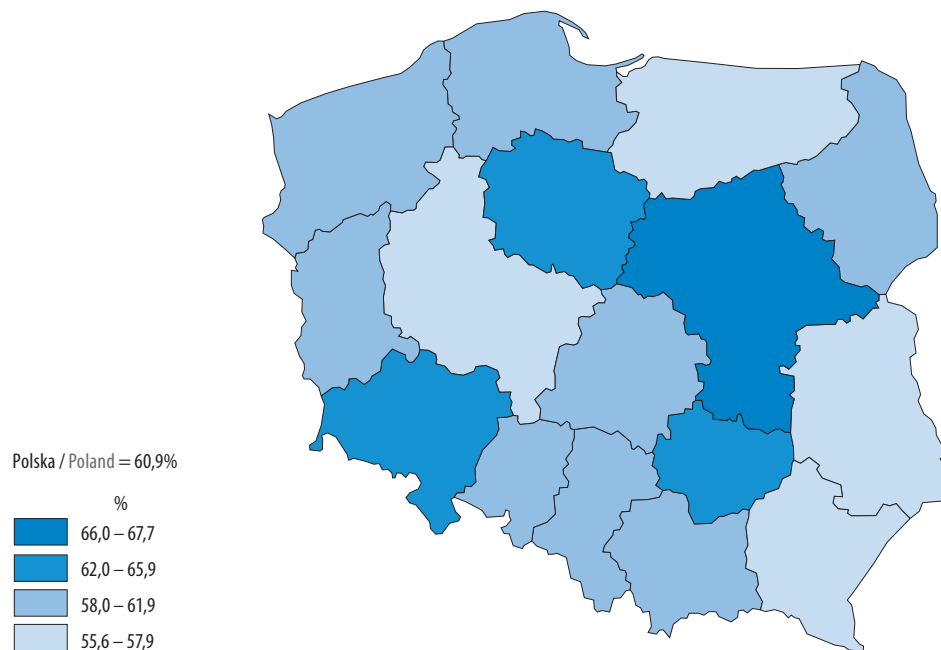 Polska / Poland = 60,9%
%
66,0 – 67,7
62,0 – 65,9
58,0 – 61,9
55,6 – 57,9